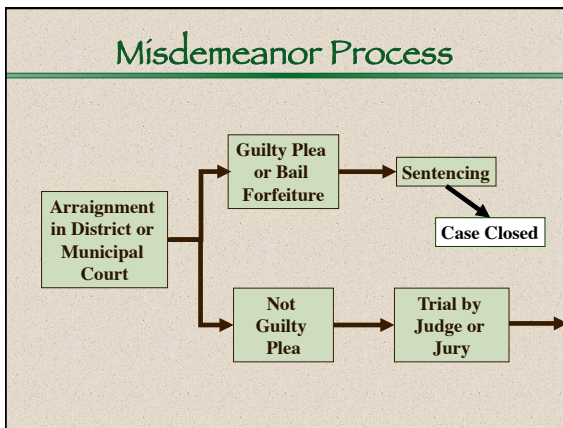 Misdemeanor Process
Guilty Plea
or Bail
Forfeiture
Sentencing
Arraignment
in District or
Municipal
Court
Case Closed
Not
Guilty
Plea
Trial by
Judge or
Jury